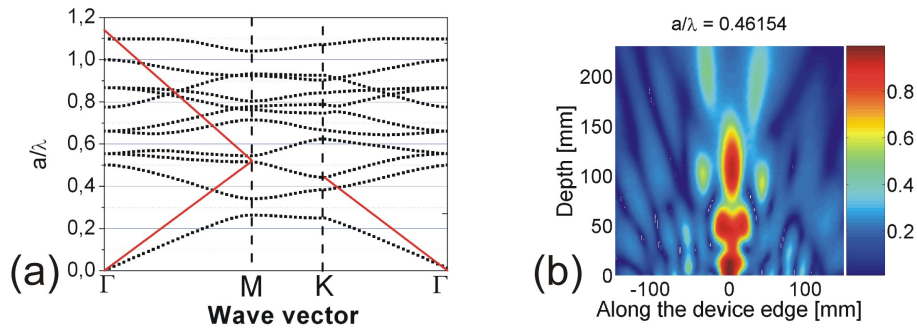 (a)
a/λ
1,2
1,0
0,8
0,6
0,4
0,2
0,0
Γ M K Γ
Wave vector
(b)
a/λ = 0.46154
Depth [mm]
200
150
100
50
0
-100 0 100
Along the device edge [mm]
0.8
0.6
0.4
0.2